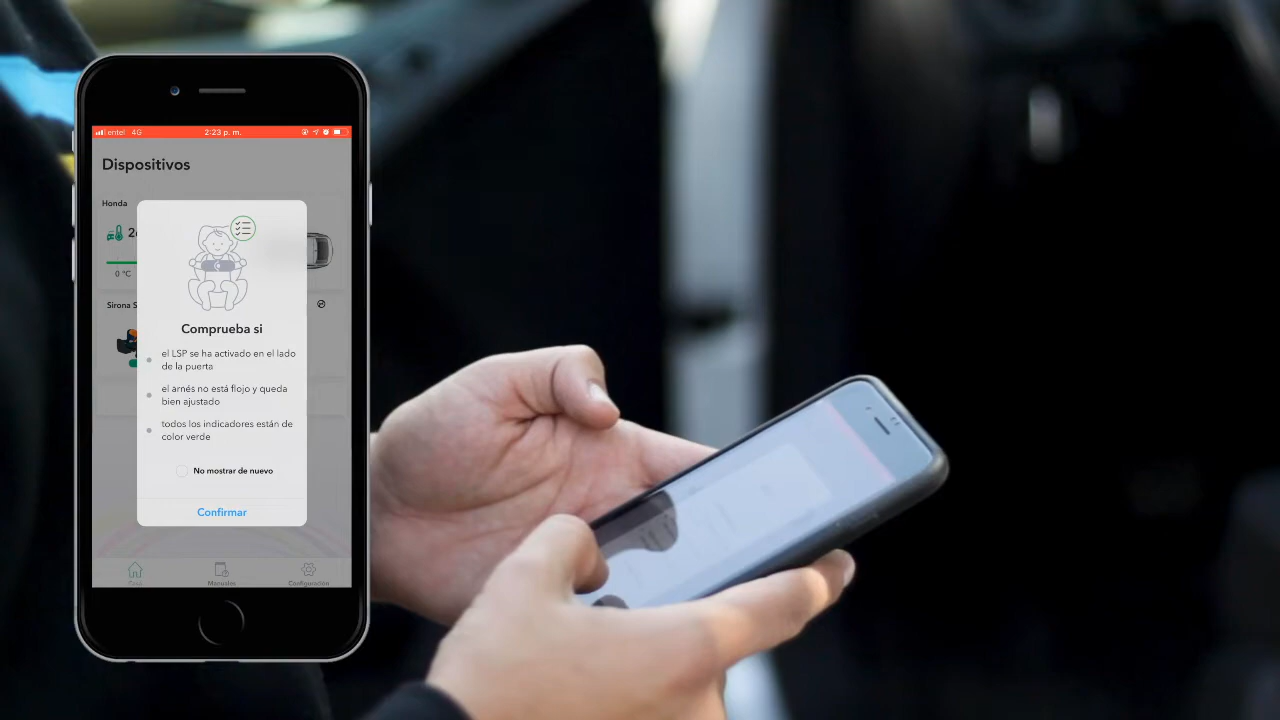 entel 4G 2:23 p. m.
Dispositivos
Honda
0 °C
Sirona S
Comprueba si
el LSP se ha activado en el lado
de la puerta
el arnés no está flojo y queda
bien ajustado
todos los indicadores están de
color verde
No mostrar de nuevo
Confirmar
Casa Manuales Configuración